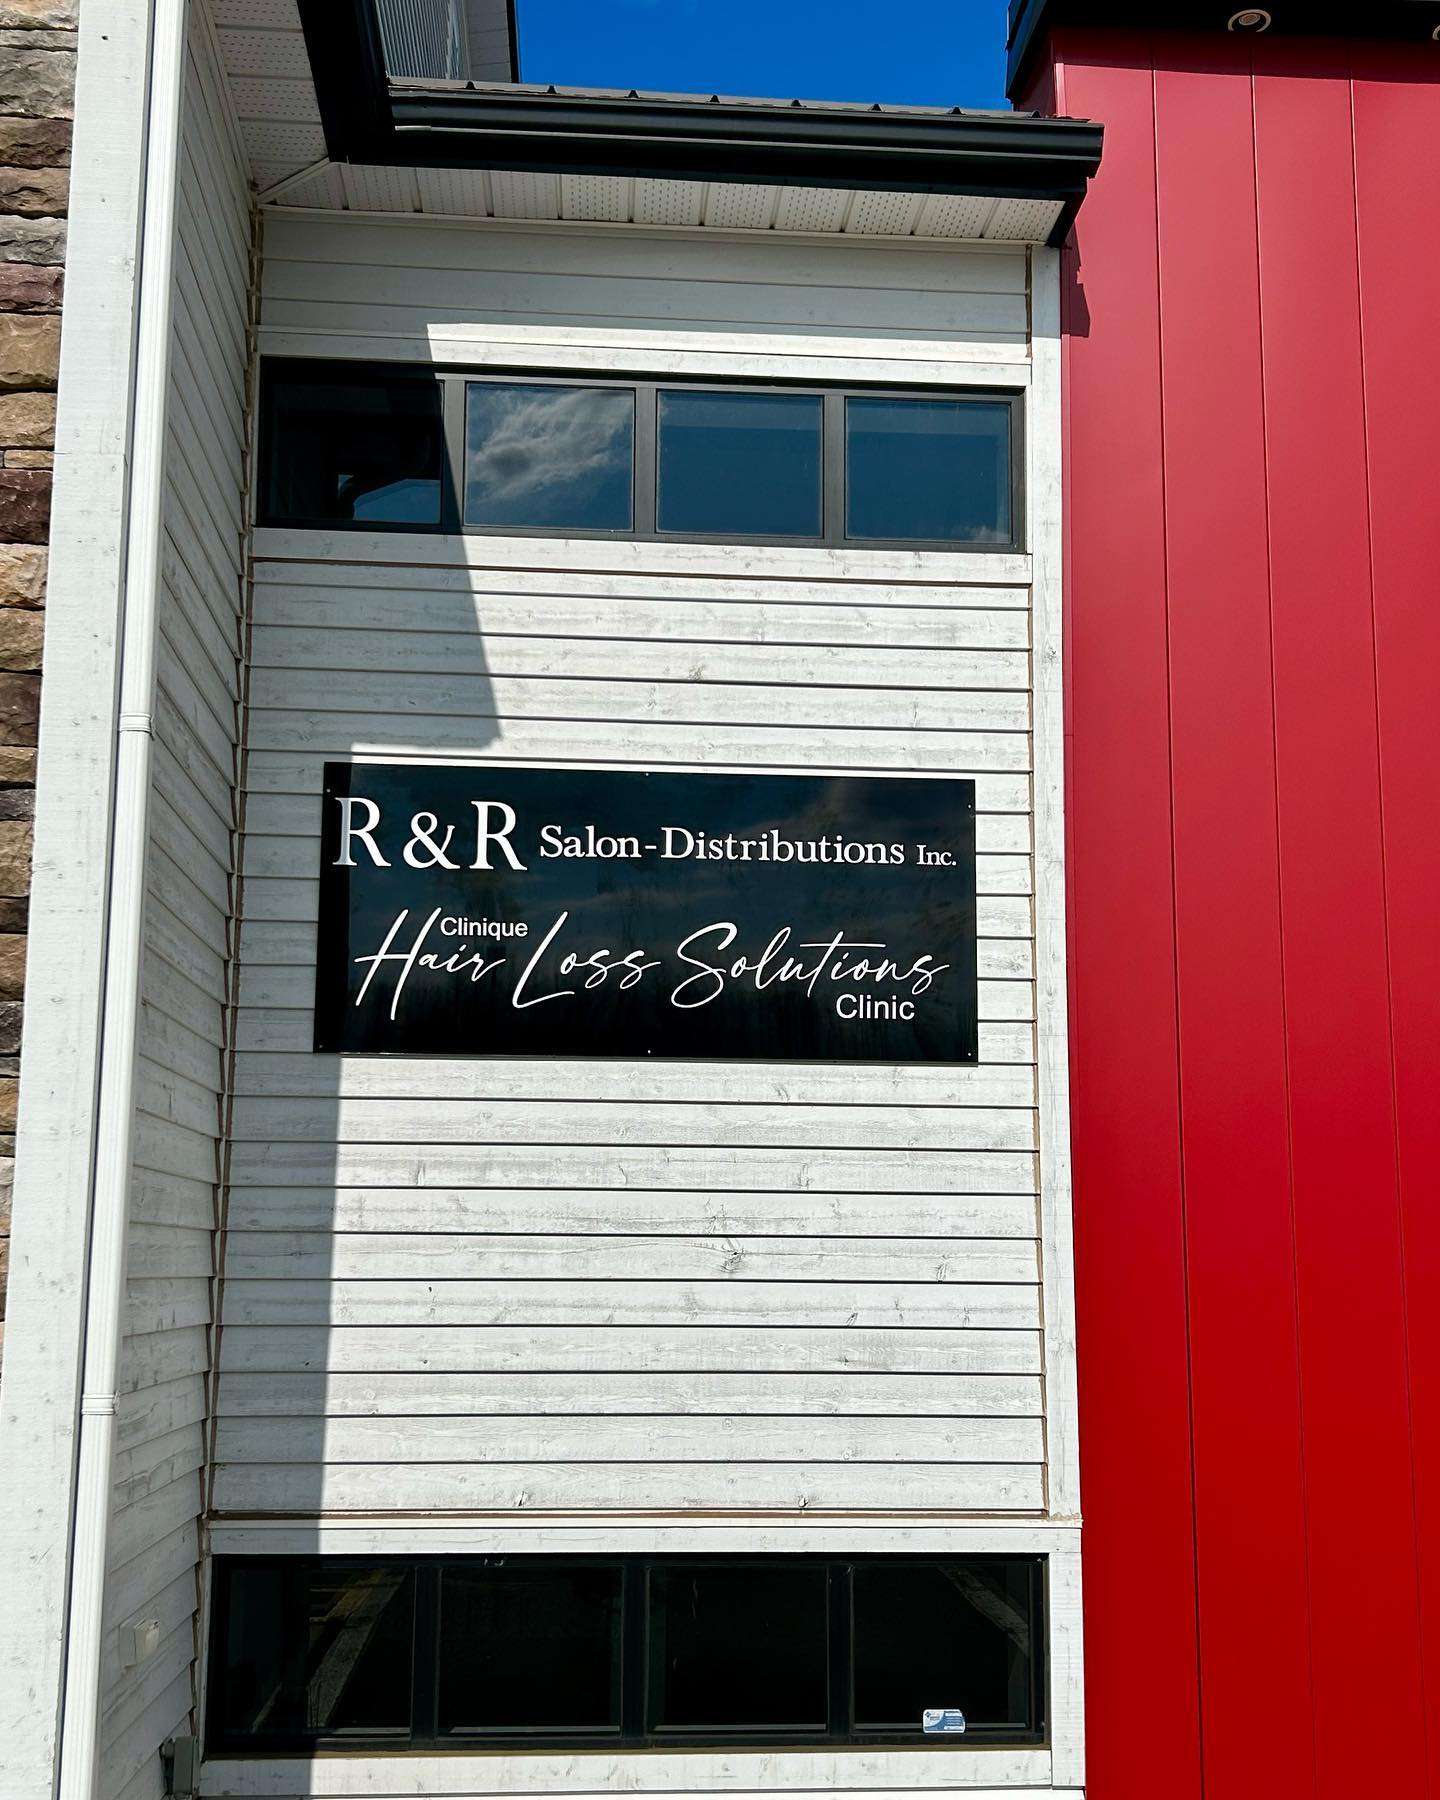 R & R Salon-Distributions Inc.
Clinique
Hair Loss Solutions
Clinic